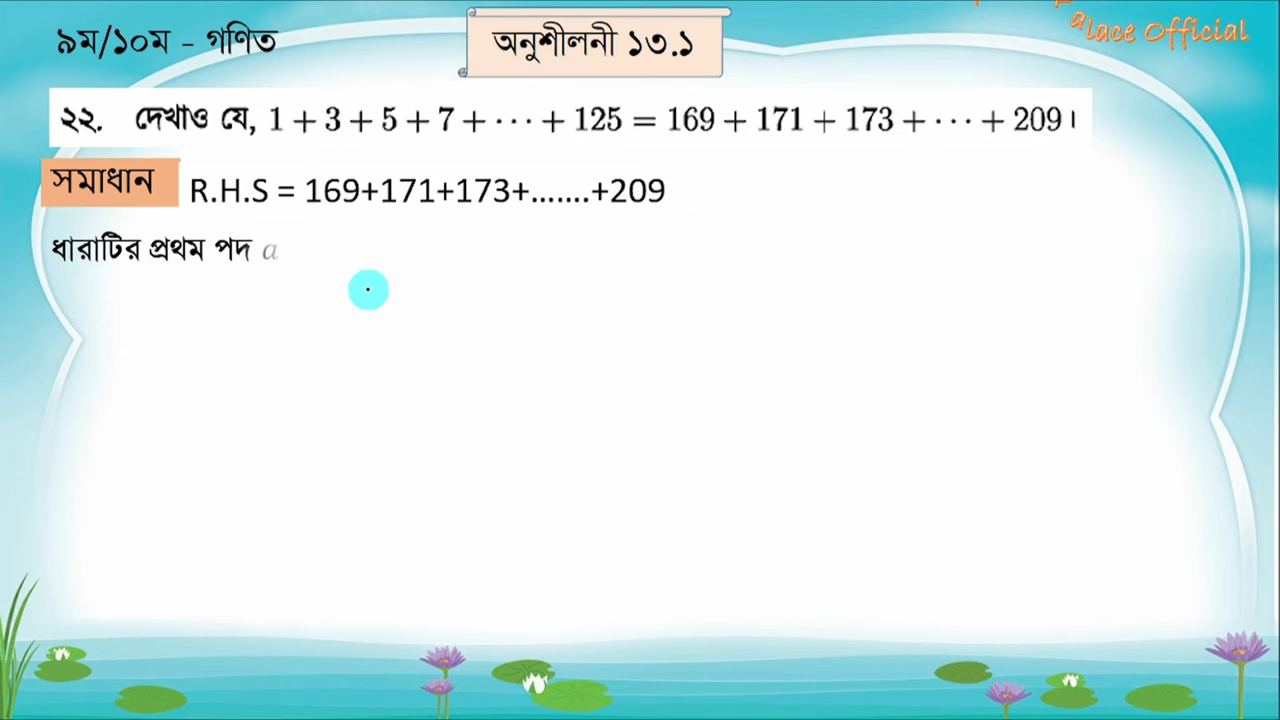 ৯ম/১০ম - গণিত
অনুশীলনী ১৩.১
lace Official
২২. দেখাও যে, 1 + 3 + 5 + 7 + ⋯ + 125 = 169 + 171 + 173 + ⋯ + 209।
সমাধান R.H.S = 169+171+173+.......+209
ধারাটির প্রথম পদ a